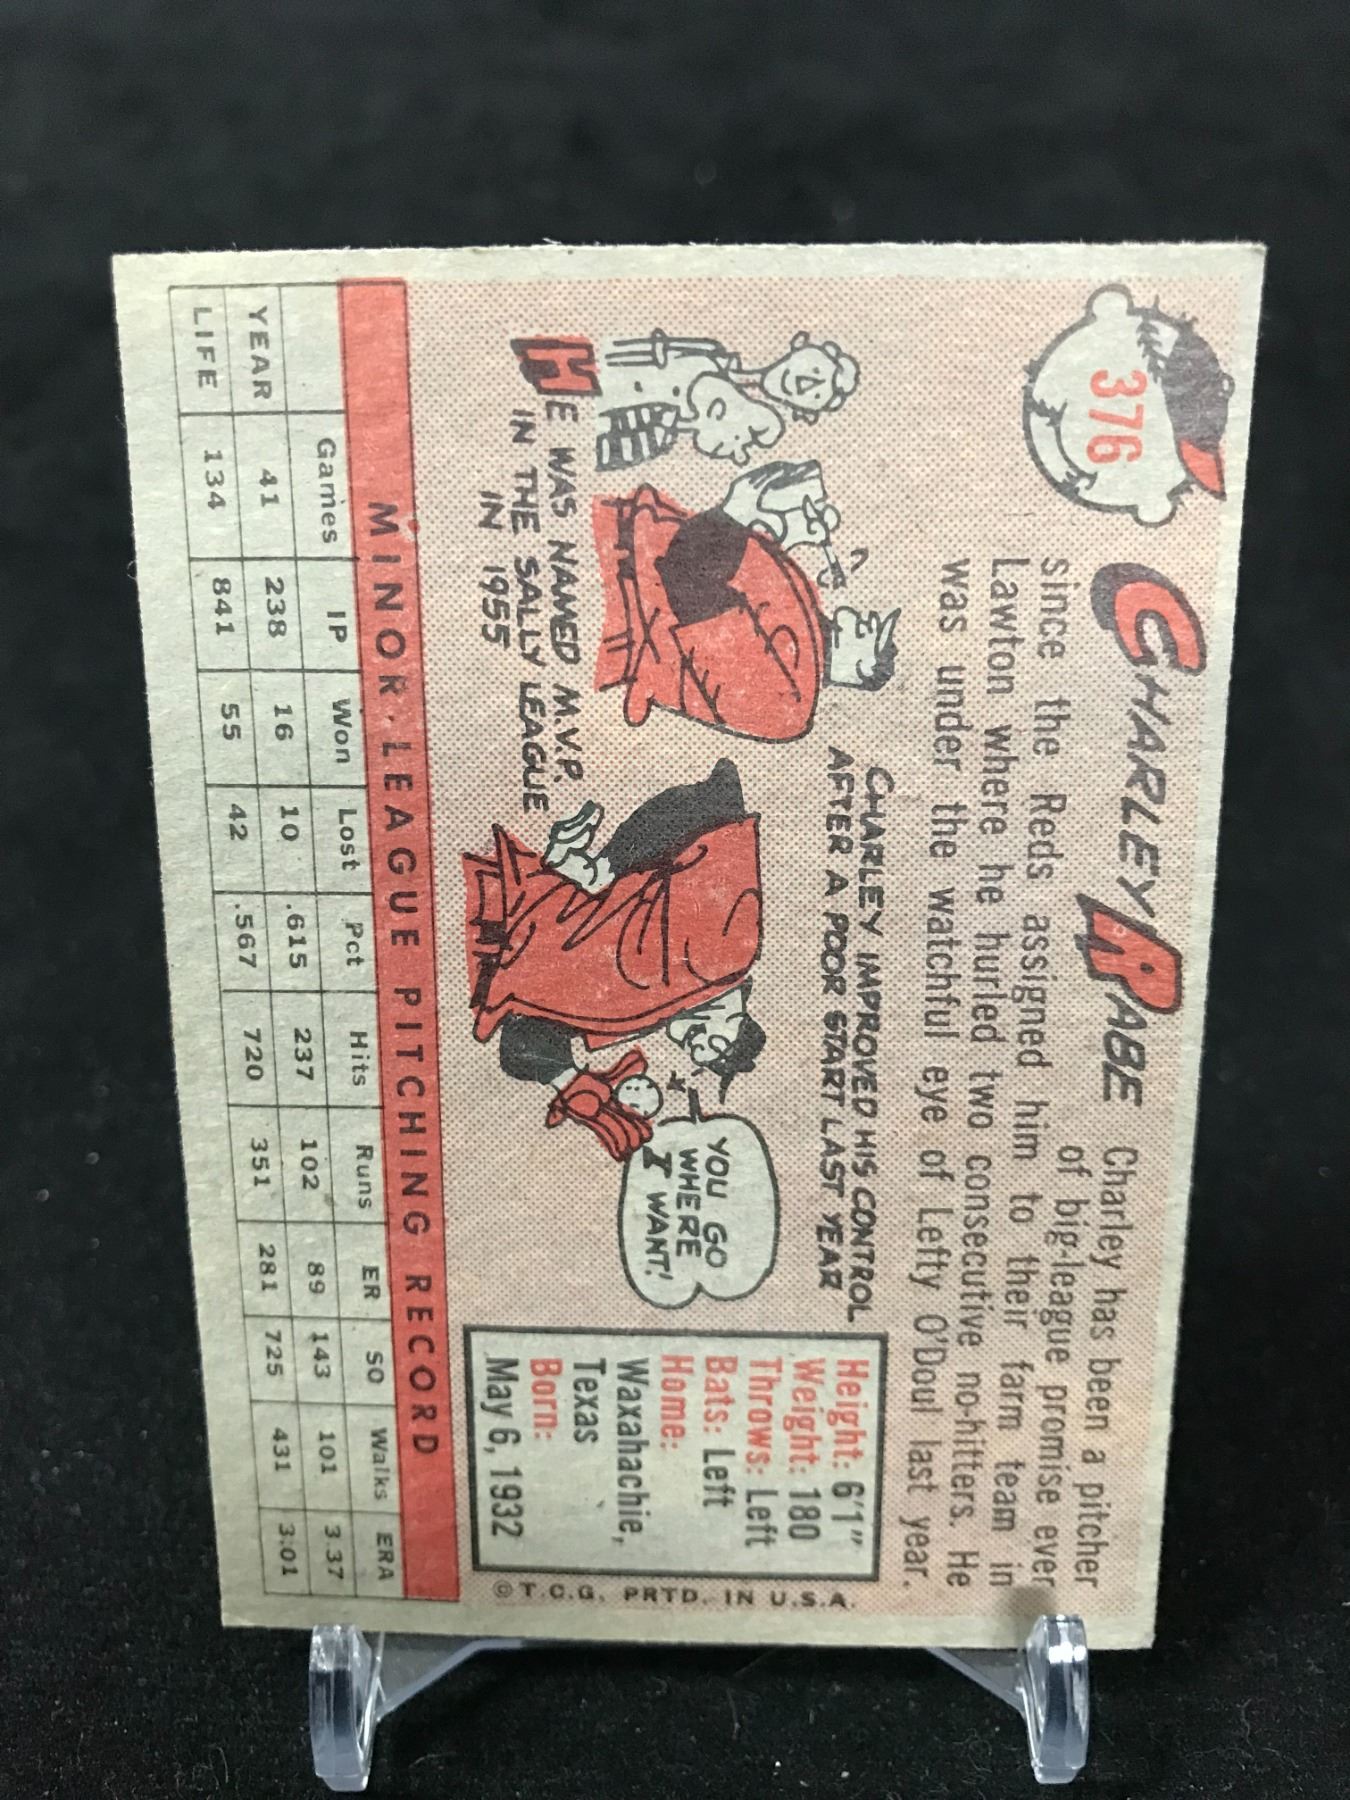 376
CHARLEY RABE
Charley has been a pitcher
of big-league promise ever
since the Reds assigned him to their farm team in
Lawton where he hurled two consecutive no-hitters. He
was under the watchful eye of Lefty O'Doul last year.
CHARLEY IMPROVED HIS CONTROL
AFTER A POOR START LAST YEAR
HE WAS NAMED M.V.P.
IN THE SALLY LEAGUE
IN 1955
YOU GO
WHERE
I WANT!
Height: 6'1"
Weight: 180
Throws: Left
Bats: Left
Home:
Waxahachie,
Texas
Born:
May 6, 1932
©T.C.G. PRTD. IN U.S.A.
MINOR LEAGUE PITCHING RECORD
Games IP Won Lost Pct Hits Runs ER SO Walks ERA
YEAR 41 238 16 10 .615 237 102 89 143 101 3.37
LIFE 134 841 55 42 .567 720 351 281 725 431 3.01